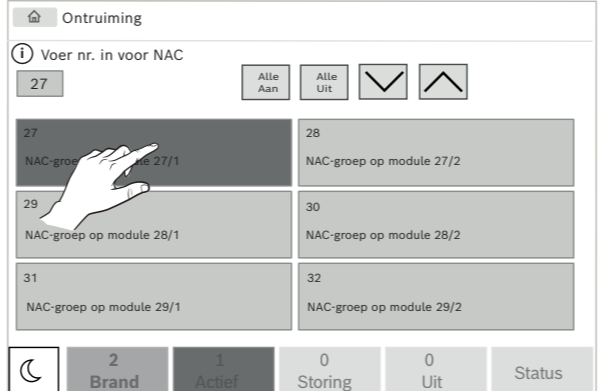 Ontruiming
i Voer nr. in voor NAC
27
Alle
Aan
Alle
Uit
27
NAC-groe le 27/1
28
NAC-groep op module 27/2
29
NAC-groep op module 28/1
30
NAC-groep op module 28/2
31
NAC-groep op module 29/1
32
NAC-groep op module 29/2
2
Brand
1
Actief
0
Storing
0
Uit
Status